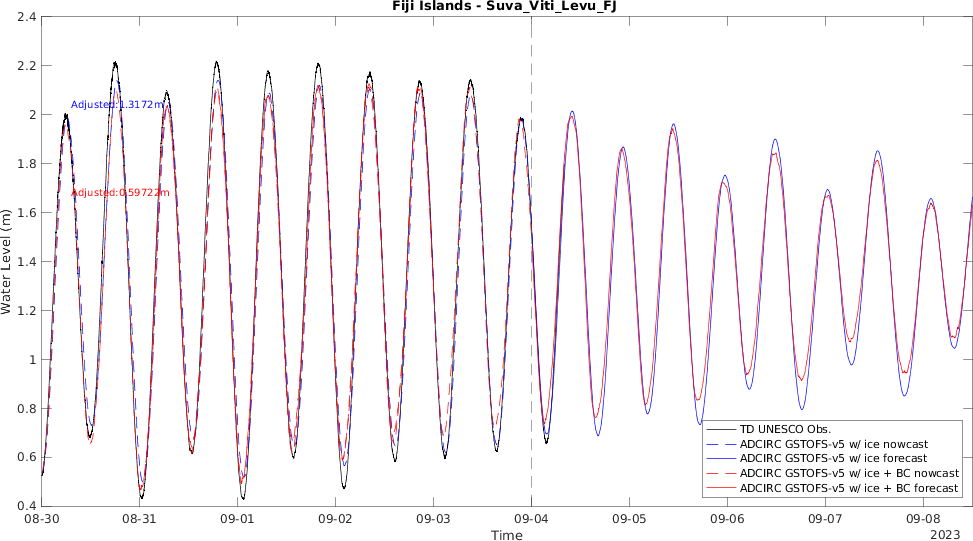 Fiji Islands - Suva_Viti_Levu_FJ
Water Level (m)
2.4
2.2
2
1.8
1.6
1.4
1.2
1
0.8
0.6
0.4
Adjusted:1.3172m
Adjusted:0.59722m
TD UNESCO Obs.
ADCIRC GSTOFS-v5 w/ ice nowcast
ADCIRC GSTOFS-v5 w/ ice forecast
ADCIRC GSTOFS-v5 w/ ice + BC nowcast
ADCIRC GSTOFS-v5 w/ ice + BC forecast
08-30 08-31 09-01 09-02 09-03 09-04 09-05 09-06 09-07 09-08
Time
2023